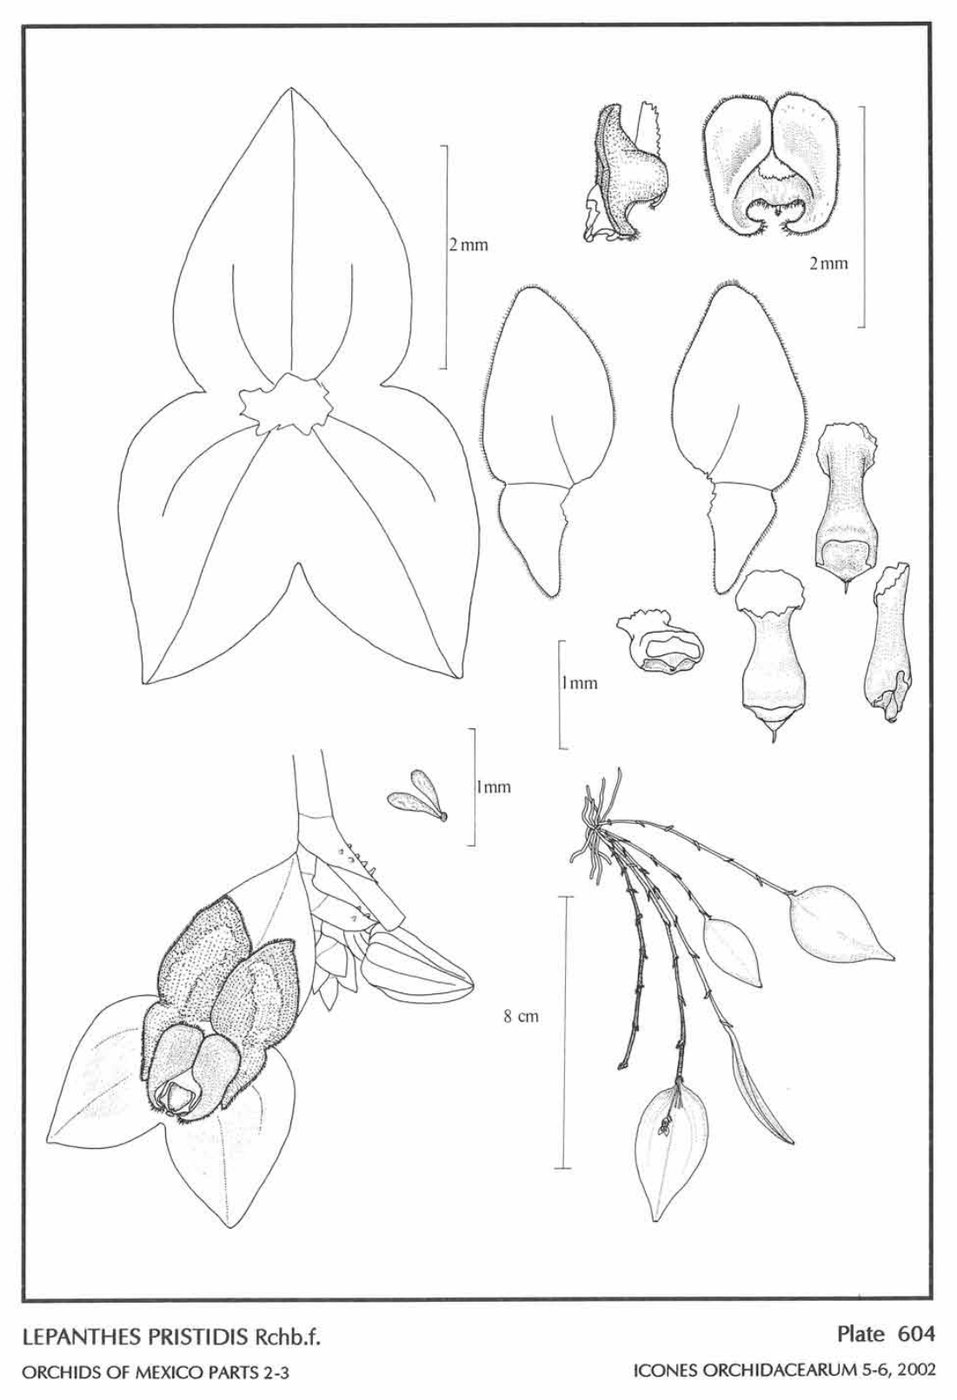 2 mm
2 mm
1 mm
1 mm
8 cm
LEPANTHES PRISTIDIS Rchb.f.
Plate 604
ORCHIDS OF MEXICO PARTS 2-3
ICONES ORCHIDACEARUM 5-6, 2002